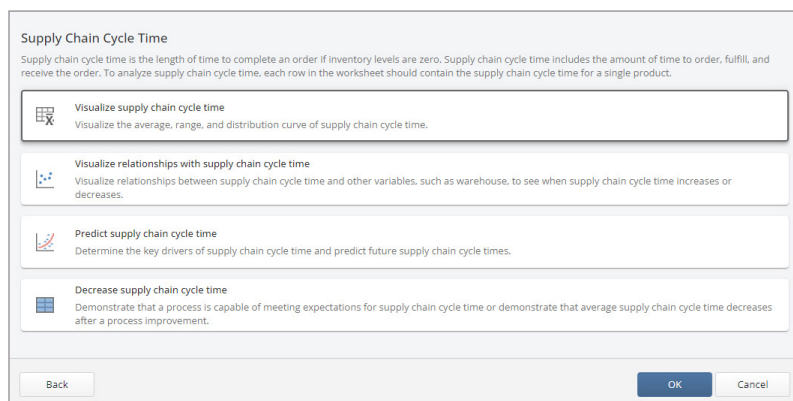 Supply Chain Cycle Time
Supply chain cycle time is the length of time to complete an order if inventory levels are zero. Supply chain cycle time includes the amount of time to order, fulfill, and
receive the order. To analyze supply chain cycle time, each row in the worksheet should contain the supply chain cycle time for a single product.
Visualize supply chain cycle time
Visualize the average, range, and distribution curve of supply chain cycle time.
Visualize relationships with supply chain cycle time
Visualize relationships between supply chain cycle time and other variables, such as warehouse, to see when supply chain cycle time increases or
decreases.
Predict supply chain cycle time
Determine the key drivers of supply chain cycle time and predict future supply chain cycle times.
Decrease supply chain cycle time
Demonstrate that a process is capable of meeting expectations for supply chain cycle time or demonstrate that average supply chain cycle time decreases
after a process improvement.
Back OK Cancel